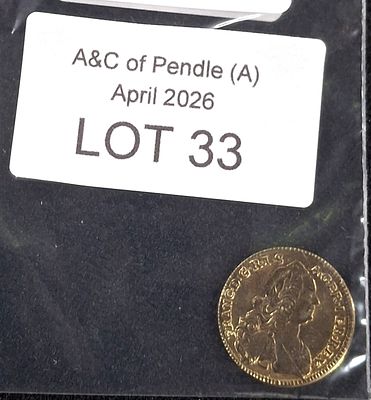 A&C of Pendle (A)
April 2026
LOT 33